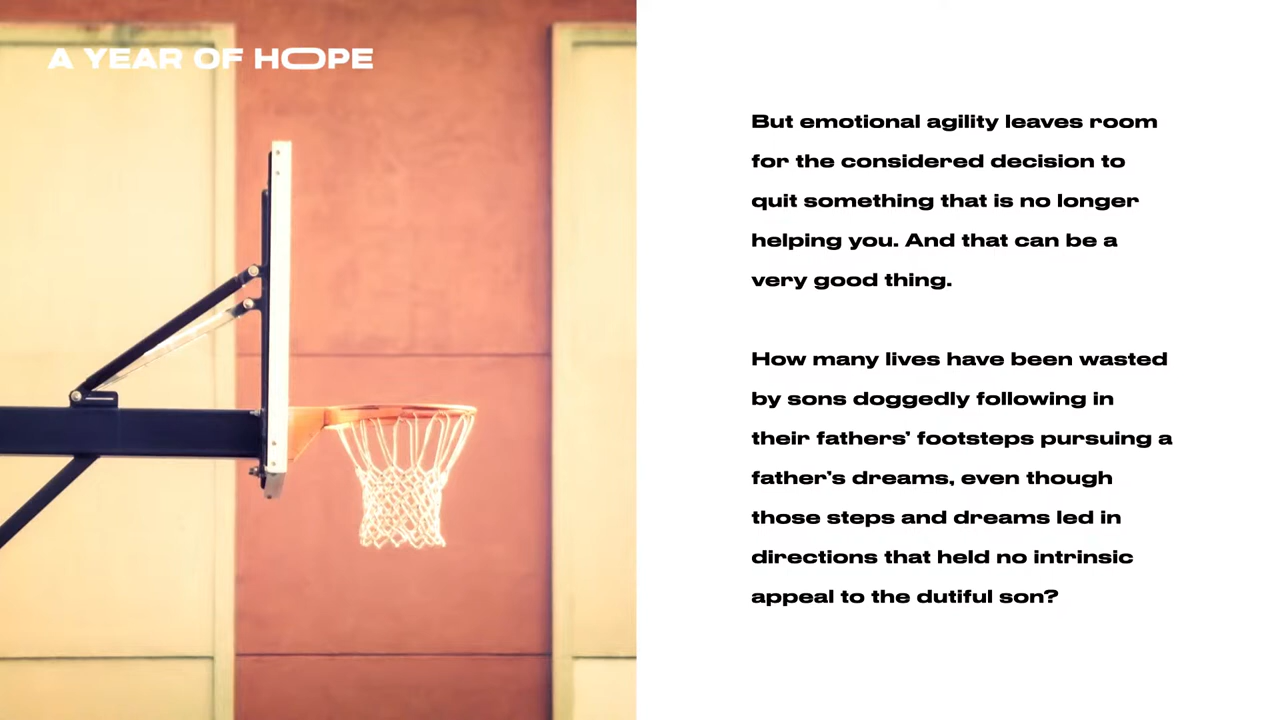 A YEAR OF HOPE
But emotional agility leaves room
for the considered decision to
quit something that is no longer
helping you. And that can be a
very good thing.
How many lives have been wasted
by sons doggedly following in
their fathers’ footsteps pursuing a
father’s dreams, even though
those steps and dreams led in
directions that held no intrinsic
appeal to the dutiful son?